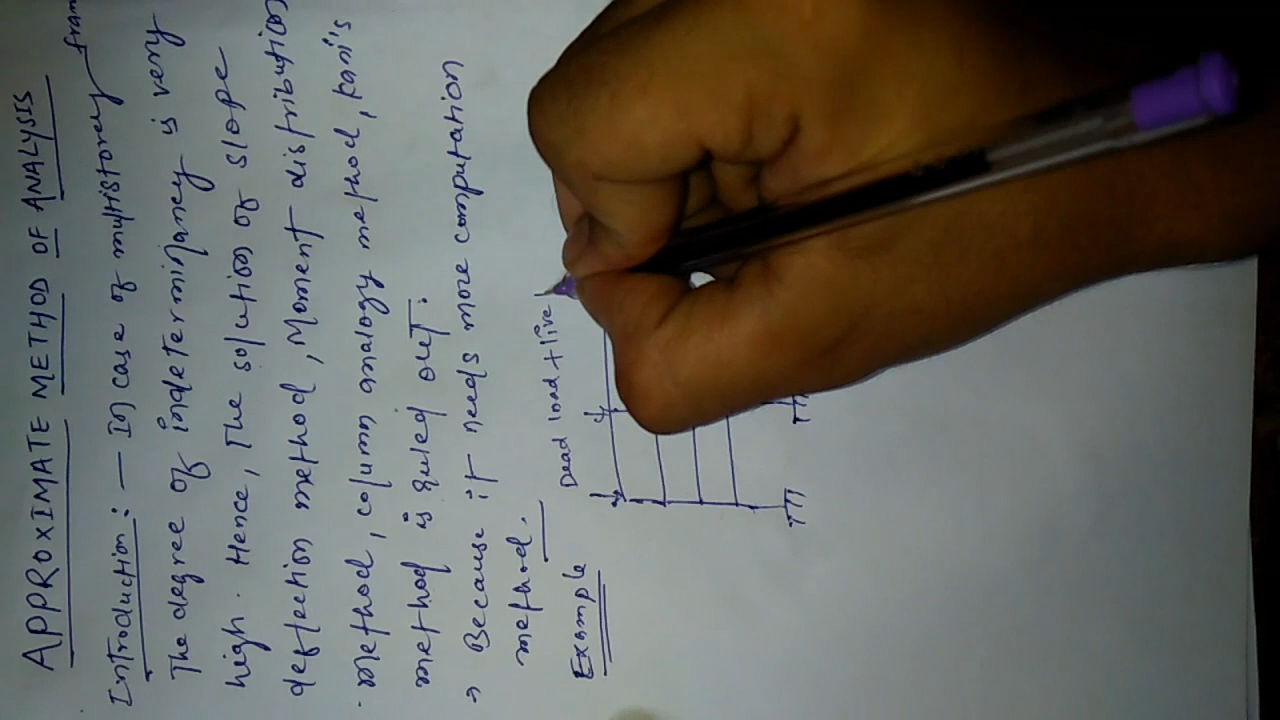 APPROXIMATE METHOD OF ANALYSIS
Introduction: — In case of multistorary fram
The degree of indeterminancy is very
high. Hence, The solution of slope
deflection method, Moment distribution
method, column analogy method, Kani's
method is ruled out.
→ Because it needs more computation
method.
Example
Dead load + live